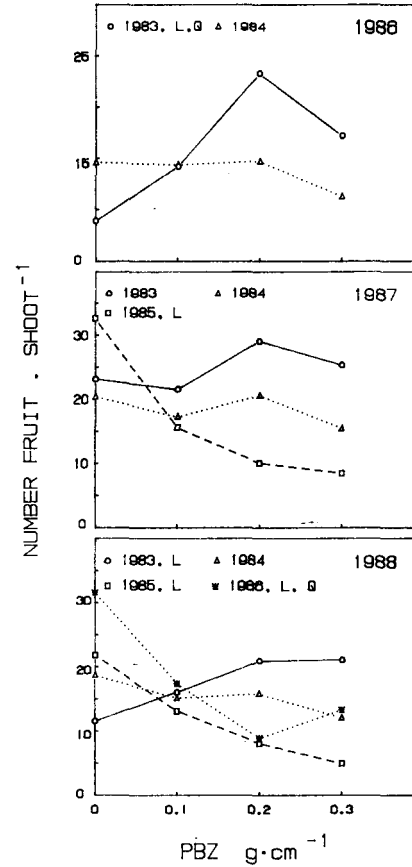 ○ 1983, L.Q △ 1984 1986
25
15
0
NUMBER FRUIT . SHOOT⁻¹
○ 1983 △ 1984 1987
□ 1985, L
30
20
10
0
○ 1983, L △ 1984 1988
□ 1985, L ✱ 1986, L. Q
30
20
10
0
0 0.1 0.2 0.3
PBZ g·cm⁻¹